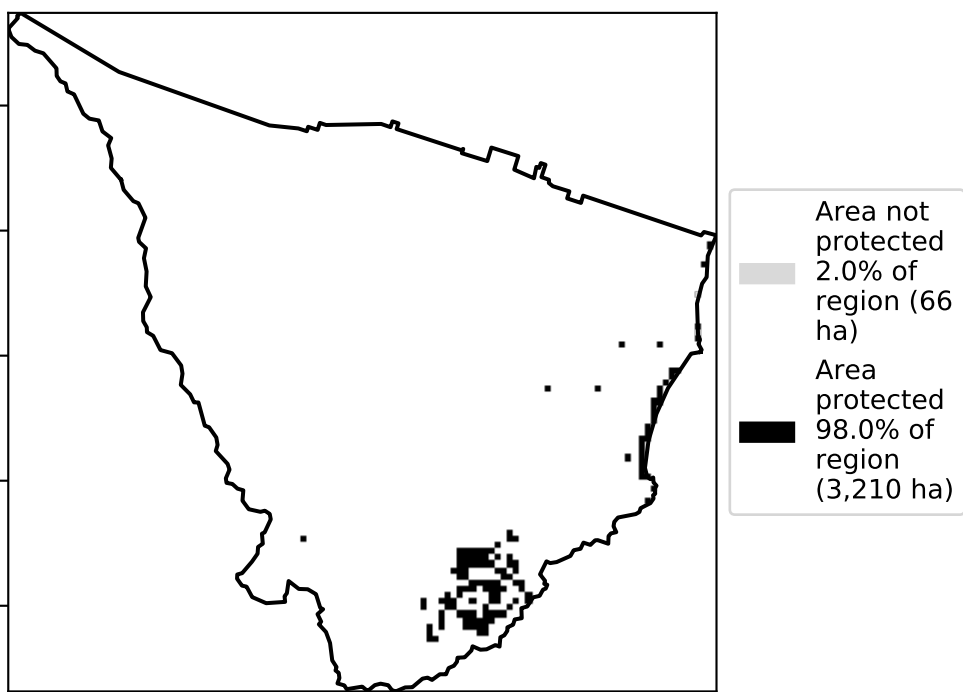 Area not
protected
2.0% of
region (66
ha)
Area
protected
98.0% of
region
(3,210 ha)